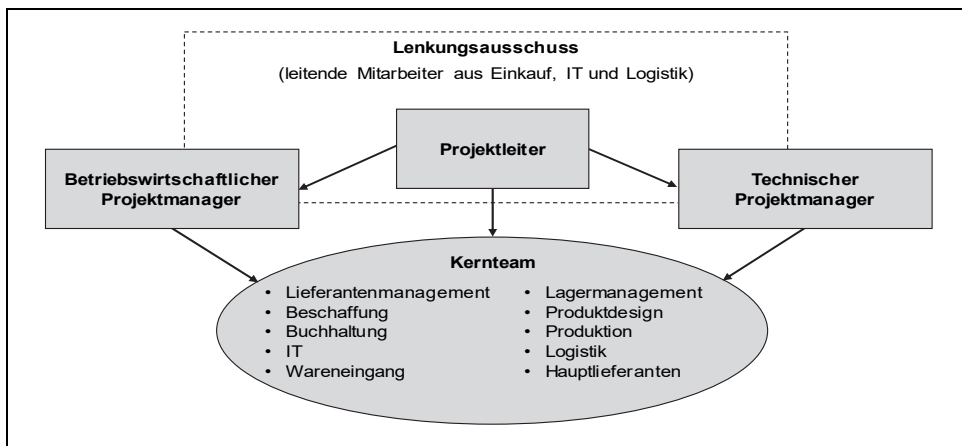 Lenkungsausschuss
(leitende Mitarbeiter aus Einkauf, IT und Logistik)
Projektleiter
Betriebswirtschaftlicher
Projektmanager
Technischer
Projektmanager
Kernteam
• Lieferantenmanagement
• Beschaffung
• Buchhaltung
• IT
• Wareneingang
• Lagermanagement
• Produktdesign
• Produktion
• Logistik
• Hauptlieferanten